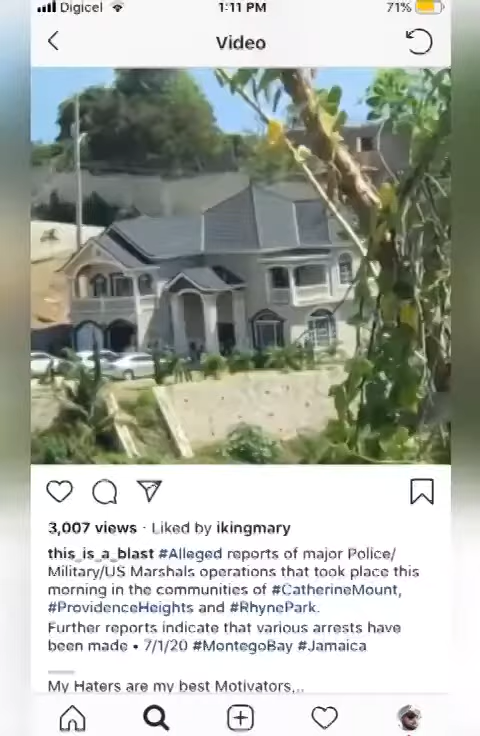 Digicel 1:11 PM 71%
Video
3,007 views · Liked by ikingmary
this_is_a_blast #Alleged reports of major Police/
Military/US Marshals operations that took place this
morning in the communities of #CatherineMount,
#ProvidenceHeights and #RhynePark.
Further reports indicate that various arrests have
been made • 7/1/20 #MontegoBay #Jamaica
My Haters are my best Motivators...